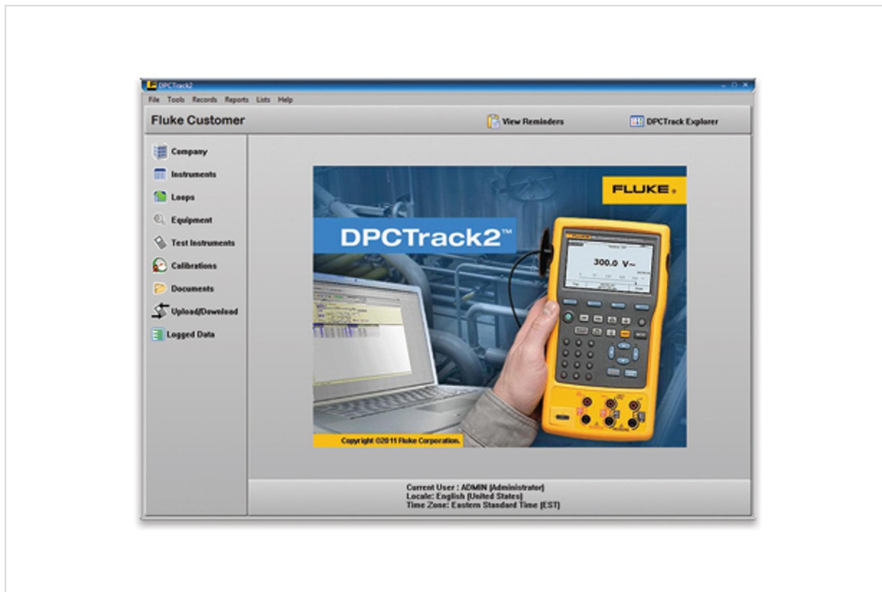 DPCTrack2
File Tools Records Reports Lists Help
Fluke Customer
View Reminders
DPCTrack Explorer
Company
Instruments
Loops
Equipment
Test Instruments
Calibrations
Documents
Upload/Download
Logged Data
FLUKE®
DPCTrack2™
300.0 V
Copyright ©2011 Fluke Corporation.
Current User : ADMIN [Administrator]
Locale: English [United States]
Time Zone: Eastern Standard Time [EST]